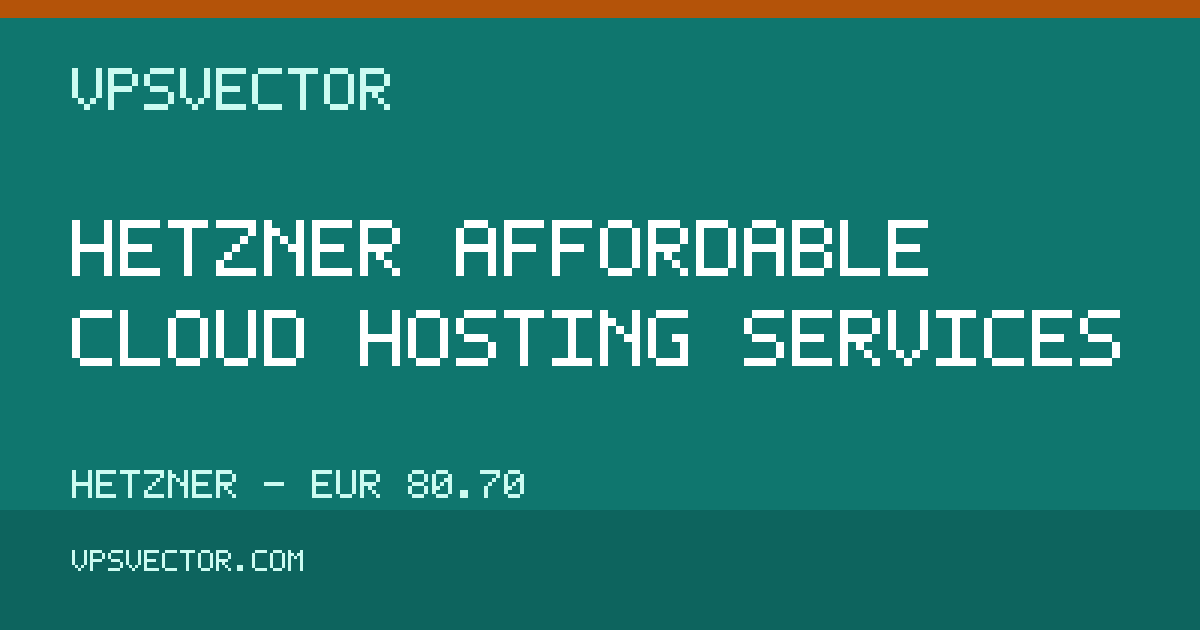 VPSVECTOR
HETZNER AFFORDABLE
CLOUD HOSTING SERVICES
HETZNER - EUR 80.70
VPSVECTOR.COM